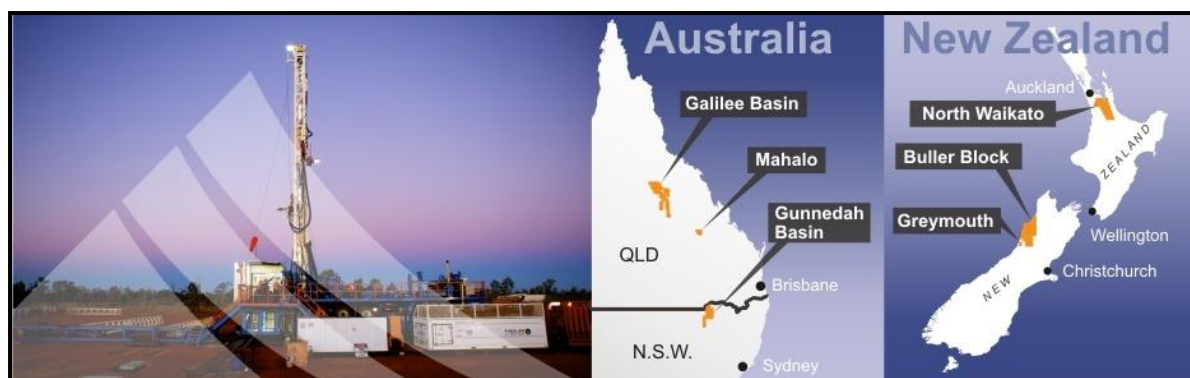 Australia
Galilee Basin
Mahalo
Gunnedah
Basin
QLD
Brisbane
N.S.W.
Sydney
New Zealand
Auckland
North Waikato
ZEALAND
Buller Block
Greymouth
Wellington
Christchurch
NEW